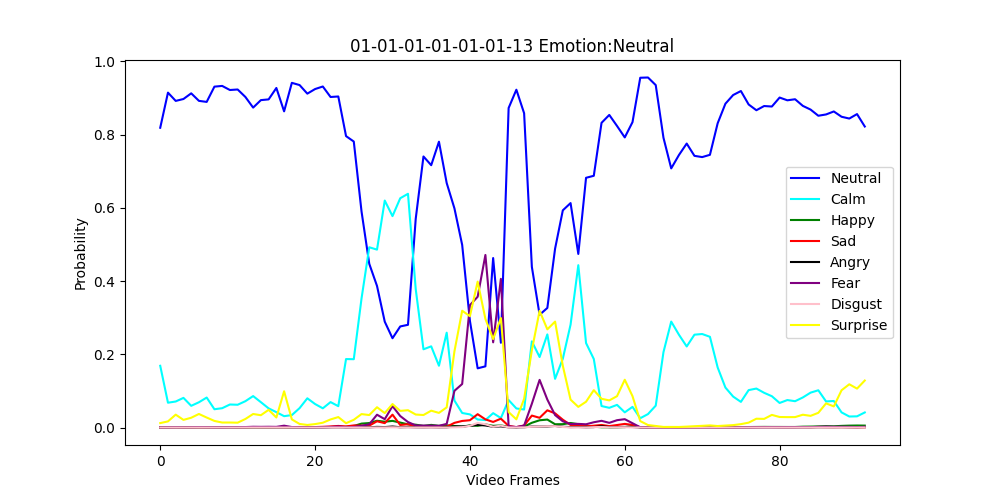 01-01-01-01-01-01-13 Emotion:Neutral
1.0
0.8
0.6
0.4
0.2
0.0
Probability
0 20 40 60 80
Video Frames
Neutral
Calm
Happy
Sad
Angry
Fear
Disgust
Surprise